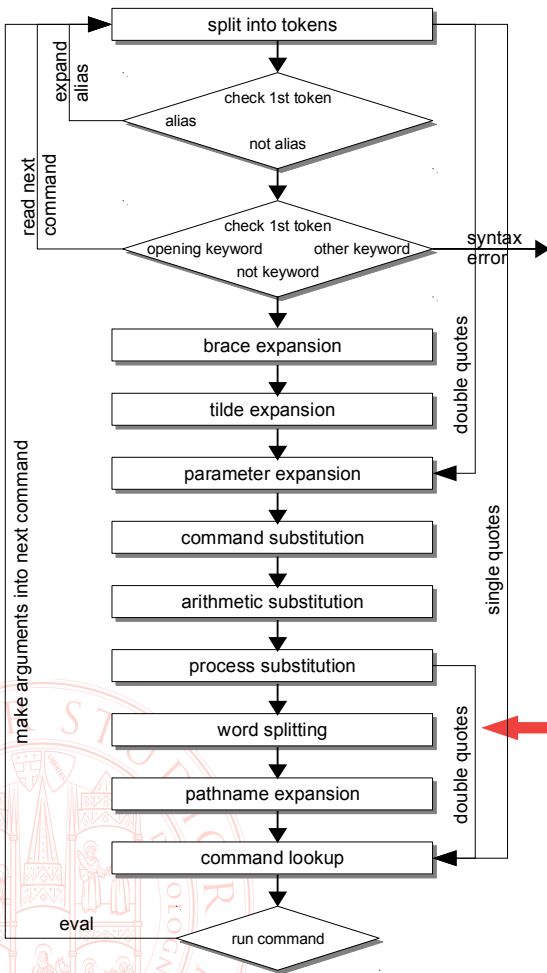 split into tokens
expand
alias
check 1st token
alias
not alias
read next
command
check 1st token
opening keyword
other keyword
not keyword
syntax
error
brace expansion
double quotes
tilde expansion
parameter expansion
command substitution
make arguments into next command
single quotes
arithmetic substitution
process substitution
word splitting
double quotes
pathname expansion
command lookup
eval
run command